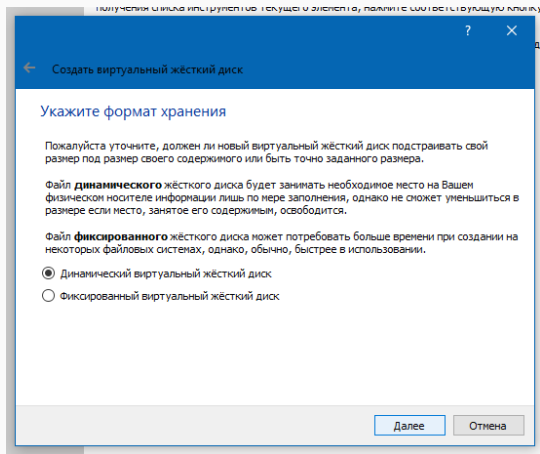 получения списка инструментов текущего элемента, нажмите соответствующую кнопку
?
Создать виртуальный жёсткий диск
Укажите формат хранения
Пожалуйста уточните, должен ли новый виртуальный жёсткий диск подстраивать свой
размер под размер своего содержимого или быть точно заданного размера.
Файл динамического жёсткого диска будет занимать необходимое место на Вашем
физическом носителе информации лишь по мере заполнения, однако не сможет уменьшиться в
размере если место, занятое его содержимым, освободится.
Файл фиксированного жёсткого диска может потребовать больше времени при создании на
некоторых файловых системах, однако, обычно, быстрее в использовании.
Динамический виртуальный жёсткий диск
Фиксированный виртуальный жёсткий диск
Далее Отмена